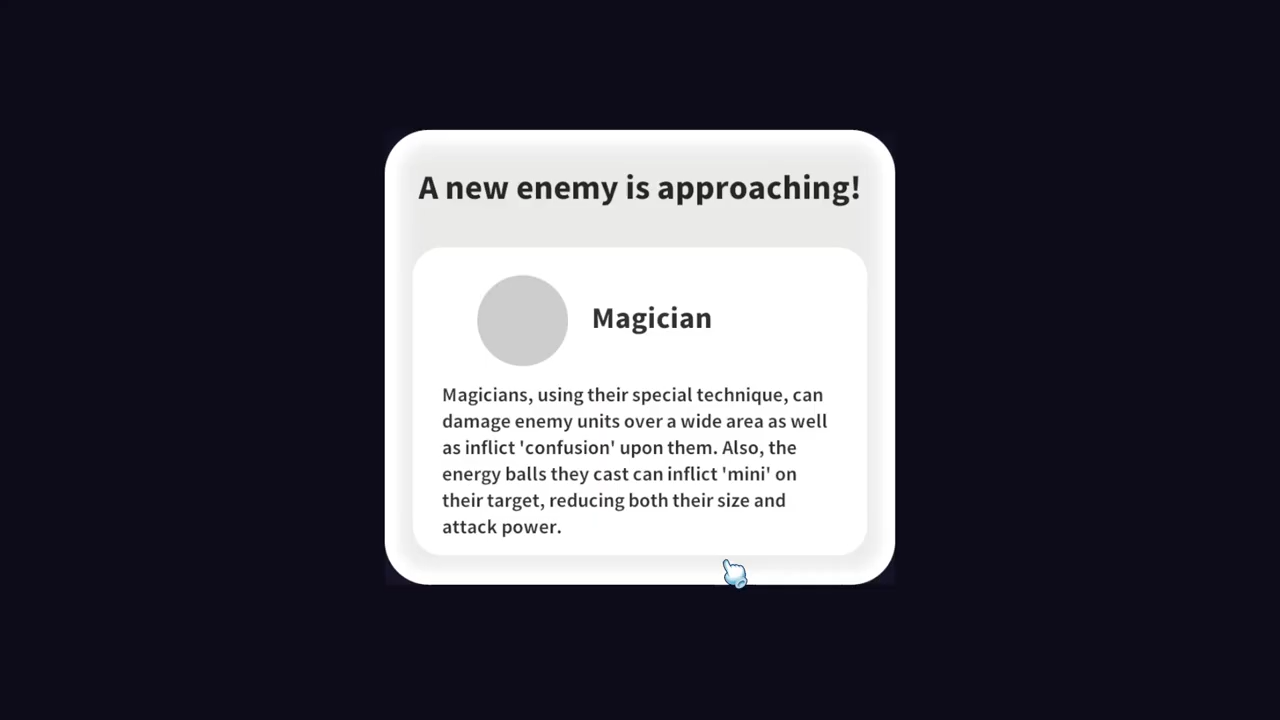 A new enemy is approaching!
Magician
Magicians, using their special technique, can
damage enemy units over a wide area as well
as inflict 'confusion' upon them. Also, the
energy balls they cast can inflict 'mini' on
their target, reducing both their size and
attack power.